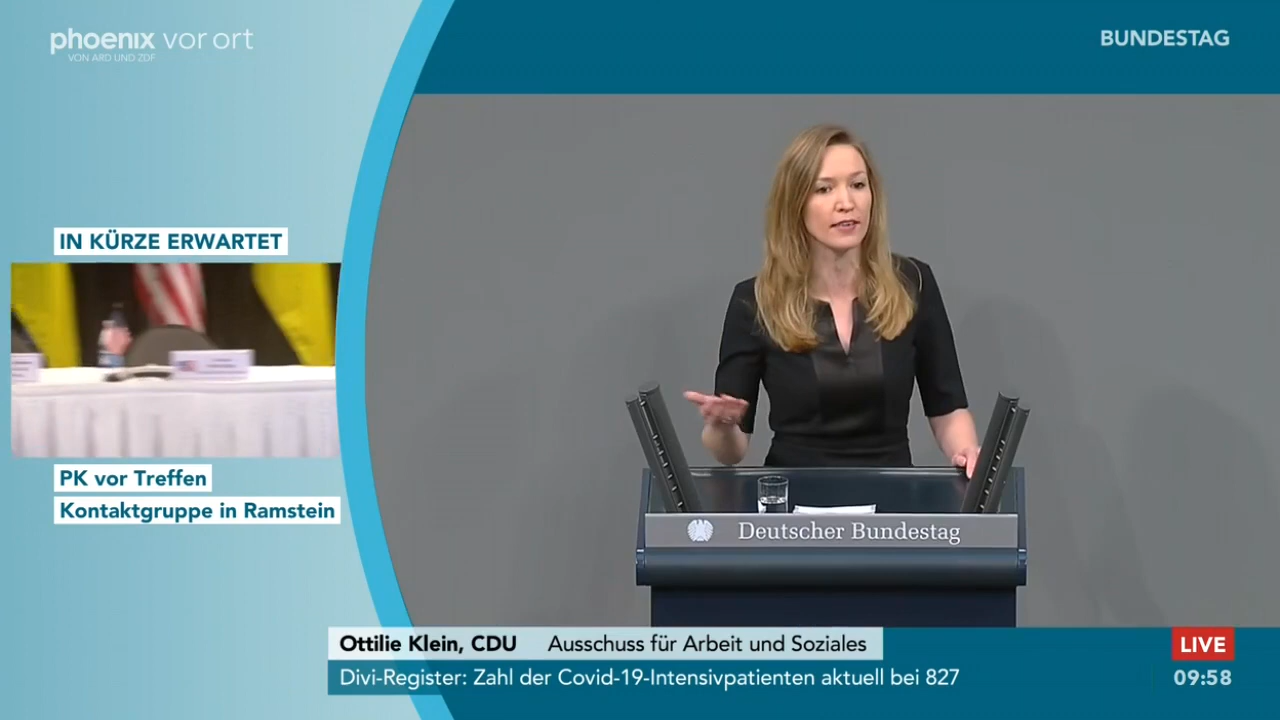 phoenix vor ort
VON ARD UND ZDF
BUNDESTAG
IN KÜRZE ERWARTET
PK vor Treffen
Kontaktgruppe in Ramstein
Deutscher Bundestag
Ottilie Klein, CDU Ausschuss für Arbeit und Soziales
LIVE
Divi-Register: Zahl der Covid-19-Intensivpatienten aktuell bei 827
09:58